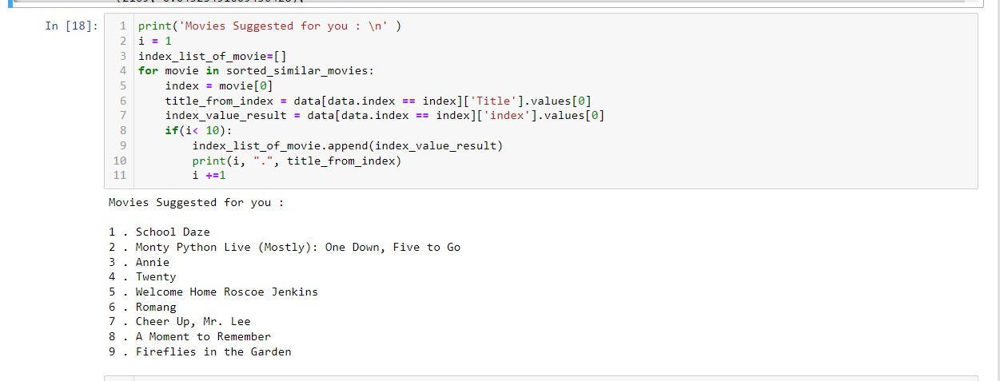 In [18]:
1 print('Movies Suggested for you : \n' )
2 i = 1
3 index_list_of_movie=[]
4 for movie in sorted_similar_movies:
5     index = movie[0]
6     title_from_index = data[data.index == index]['Title'].values[0]
7     index_value_result = data[data.index == index]['index'].values[0]
8     if(i< 10):
9         index_list_of_movie.append(index_value_result)
10         print(i, ".", title_from_index)
11         i +=1
Movies Suggested for you :
1 . School Daze
2 . Monty Python Live (Mostly): One Down, Five to Go
3 . Annie
4 . Twenty
5 . Welcome Home Roscoe Jenkins
6 . Romang
7 . Cheer Up, Mr. Lee
8 . A Moment to Remember
9 . Fireflies in the Garden